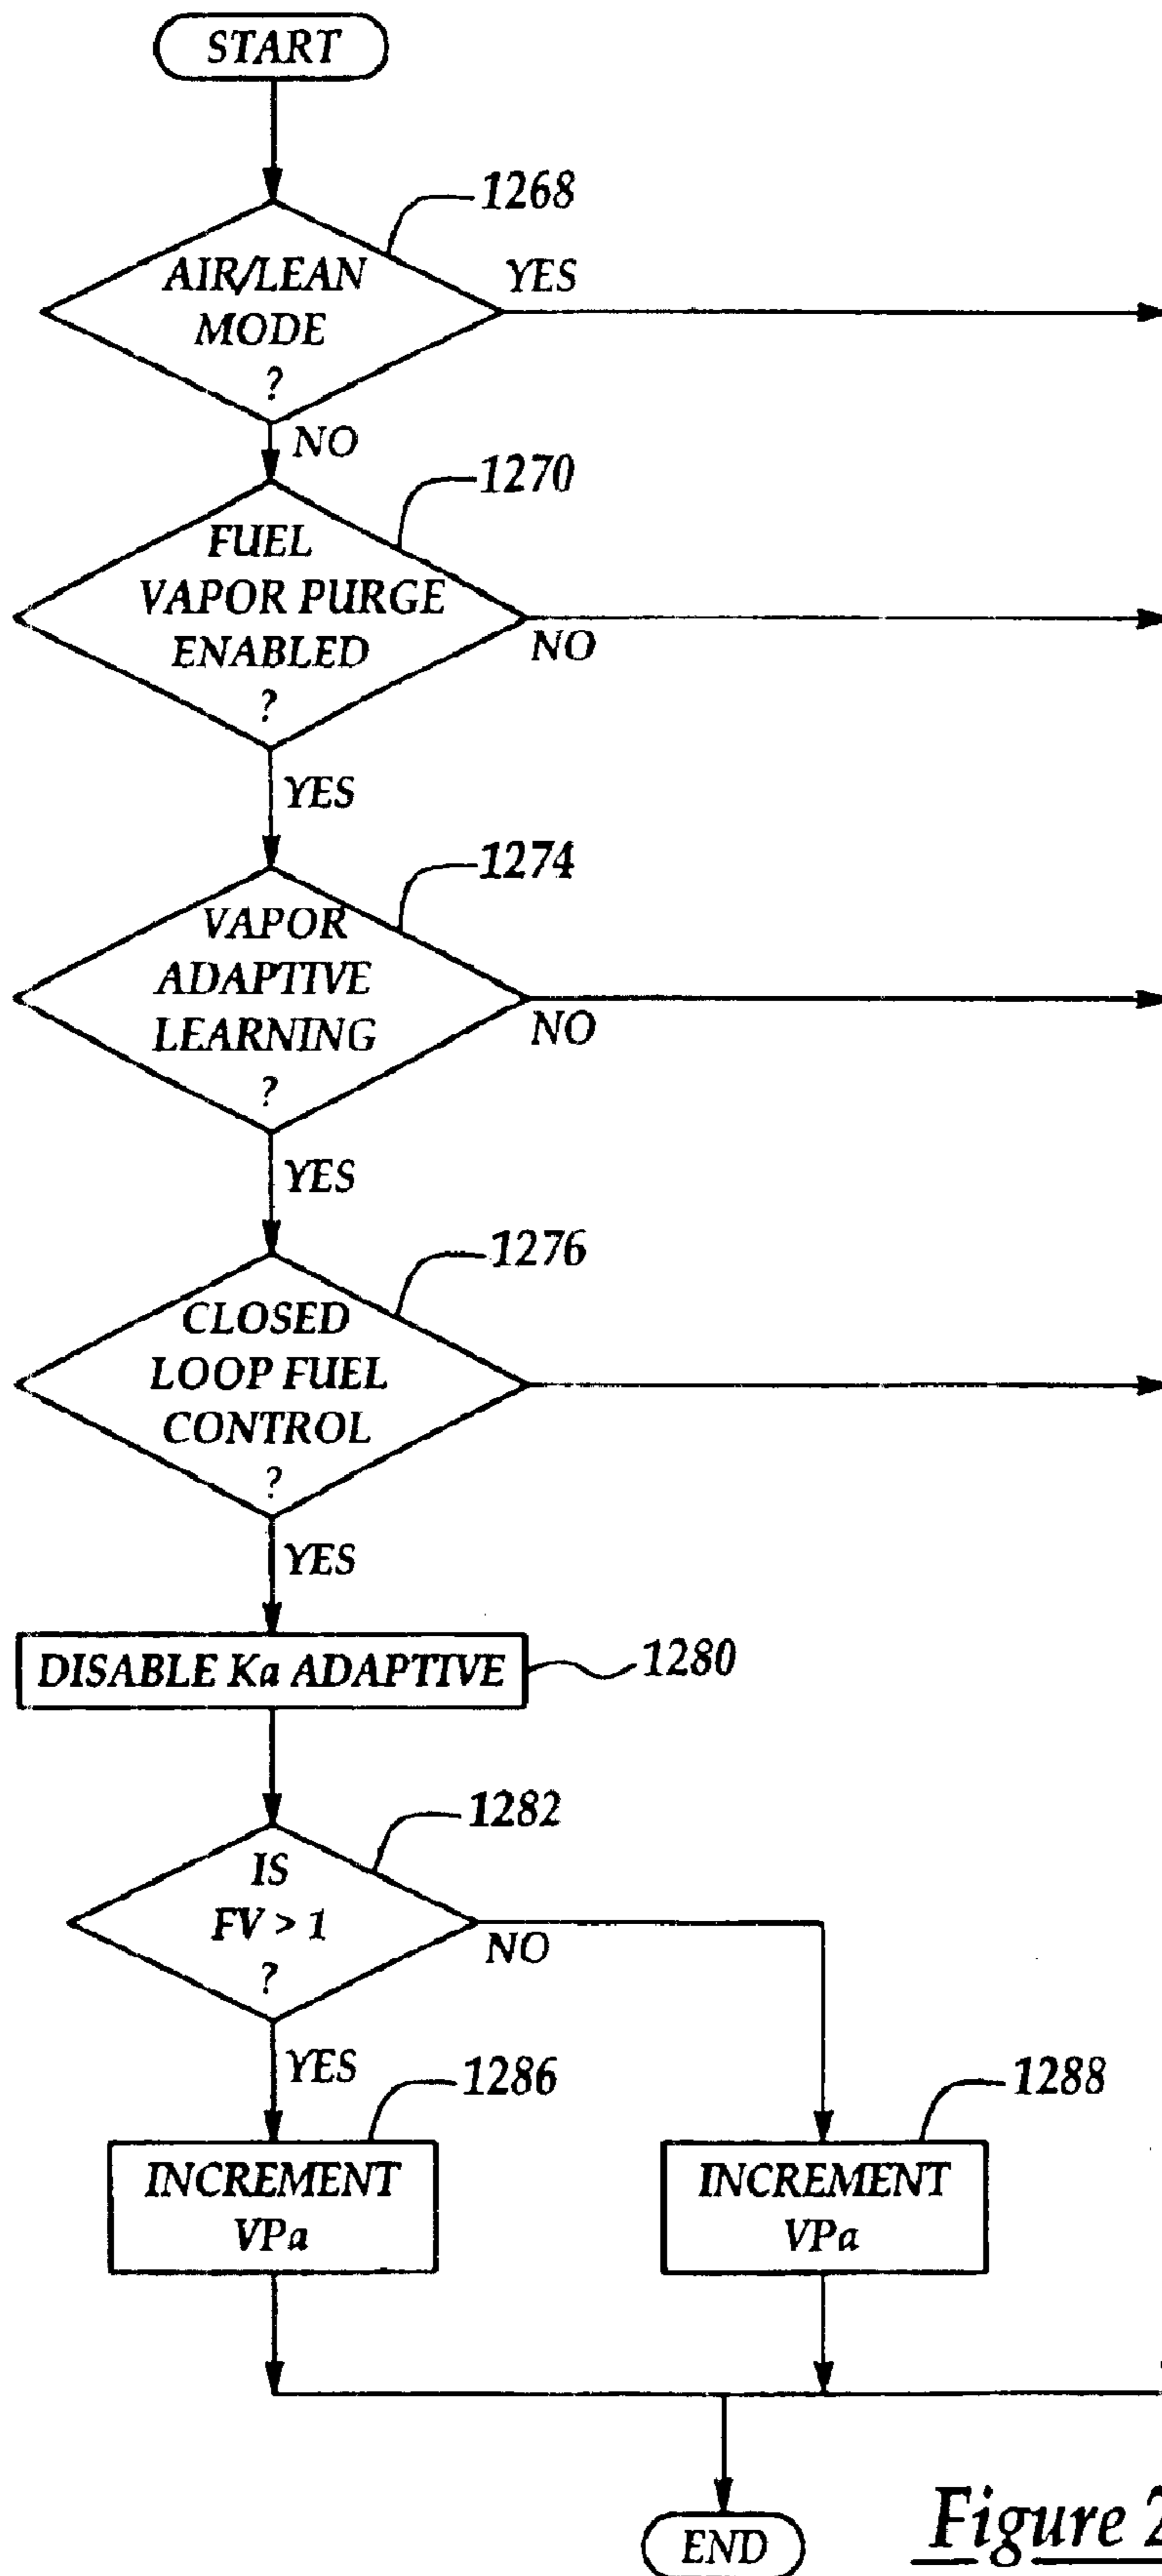 START
1268
AIR/LEAN
MODE
?
YES
NO
1270
FUEL
VAPOR PURGE
ENABLED
?
NO
YES
1274
VAPOR
ADAPTIVE
LEARNING
?
NO
YES
1276
CLOSED
LOOP FUEL
CONTROL
?
YES
DISABLE Ka ADAPTIVE
1280
1282
IS
FV > 1
?
NO
YES
1286
1288
INCREMENT
VPa
INCREMENT
VPa
END
Figure 2